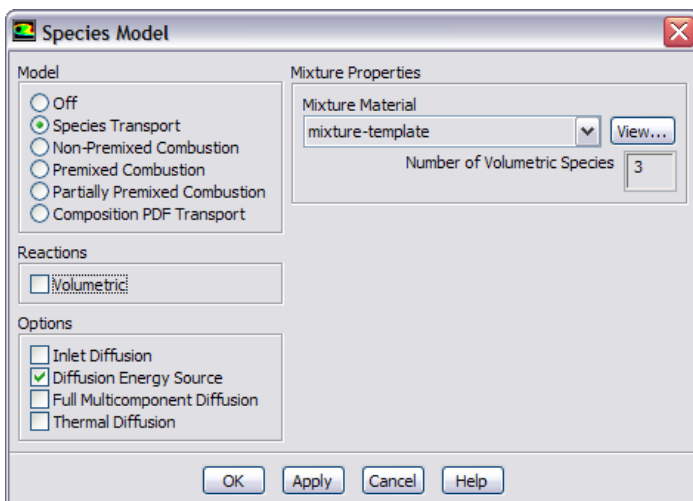 Species Model
Model
Off
Species Transport
Non-Premixed Combustion
Premixed Combustion
Partially Premixed Combustion
Composition PDF Transport
Reactions
Volumetric
Options
Inlet Diffusion
Diffusion Energy Source
Full Multicomponent Diffusion
Thermal Diffusion
Mixture Properties
Mixture Material
mixture-template View...
Number of Volumetric Species 3
OK Apply Cancel Help